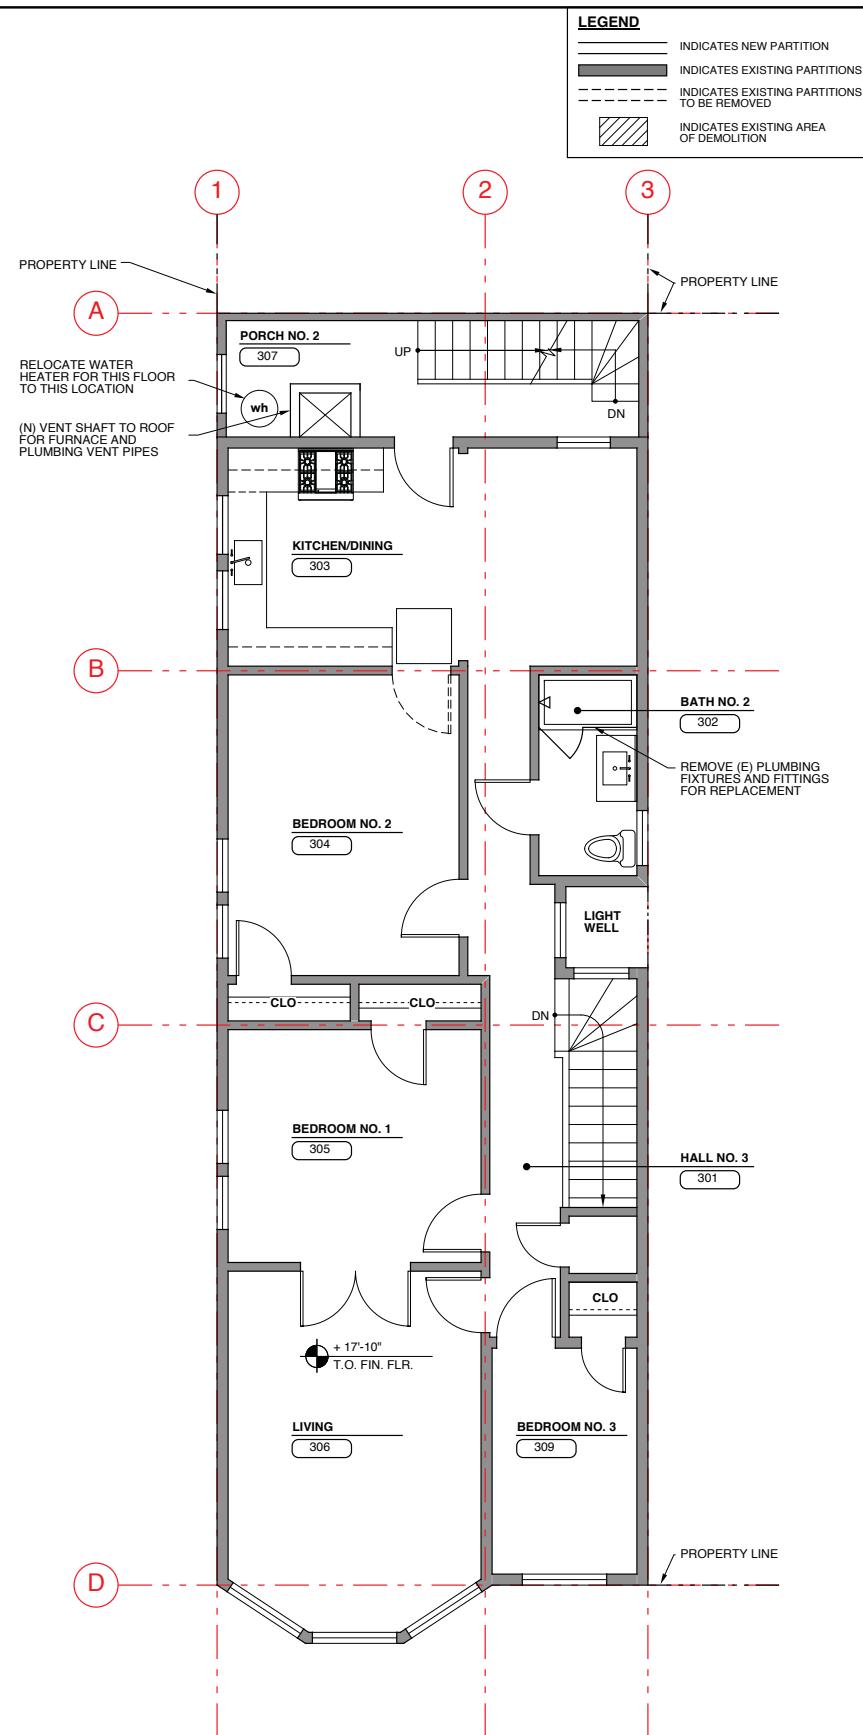 LEGEND
INDICATES NEW PARTITION
INDICATES EXISTING PARTITIONS
INDICATES EXISTING PARTITIONS
TO BE REMOVED
INDICATES EXISTING AREA
OF DEMOLITION
1
2
3
PROPERTY LINE
PROPERTY LINE
A
PORCH NO. 2
307
UP
DN
RELOCATE WATER
HEATER FOR THIS FLOOR
TO THIS LOCATION
wh
(N) VENT SHAFT TO ROOF
FOR FURNACE AND
PLUMBING VENT PIPES
KITCHEN/DINING
303
B
BATH NO. 2
302
REMOVE (E) PLUMBING
FIXTURES AND FITTINGS
FOR REPLACEMENT
BEDROOM NO. 2
304
LIGHT
WELL
CLO
CLO
DN
C
BEDROOM NO. 1
305
HALL NO. 3
301
CLO
+ 17'-10"
T.O. FIN. FLR.
LIVING
306
BEDROOM NO. 3
309
PROPERTY LINE
D